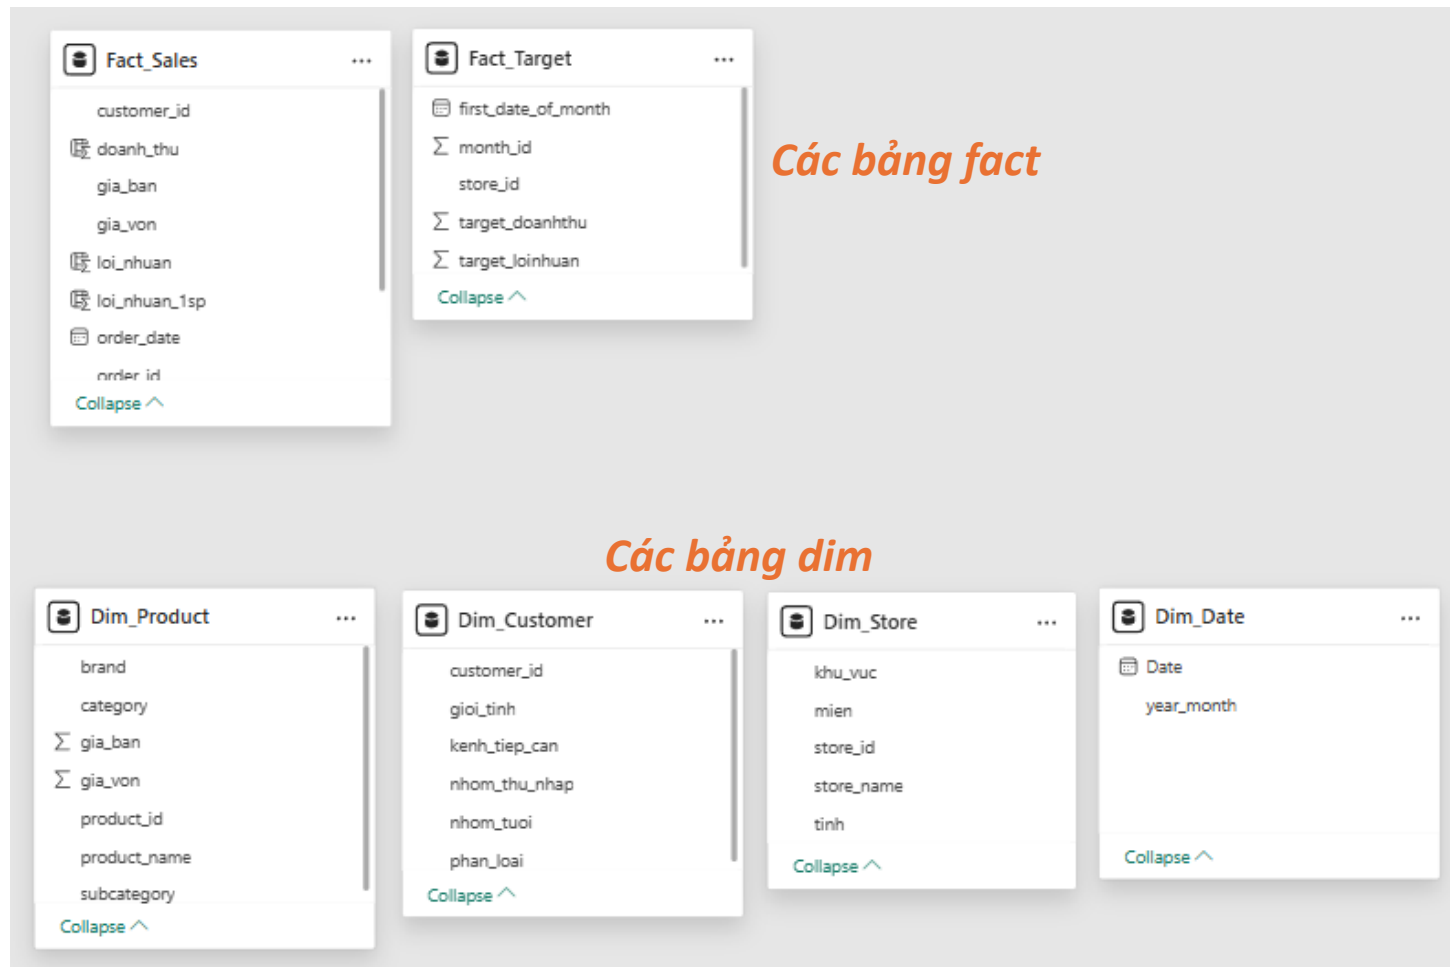 Fact_Sales
customer_id
doanh_thu
gia_ban
gia_von
loi_nhuan
loi_nhuan_1sp
order_date
order_id
Collapse
Fact_Target
first_date_of_month
month_id
store_id
target_doanhthu
target_loinhuan
Collapse
Các bảng fact
Các bảng dim
Dim_Product
brand
category
gia_ban
gia_von
product_id
product_name
subcategory
Collapse
Dim_Customer
customer_id
gioi_tinh
kenh_tiep_can
nhom_thu_nhap
nhom_tuoi
phan_loai
Collapse
Dim_Store
khu_vuc
mien
store_id
store_name
tinh
Collapse
Dim_Date
Date
year_month
Collapse